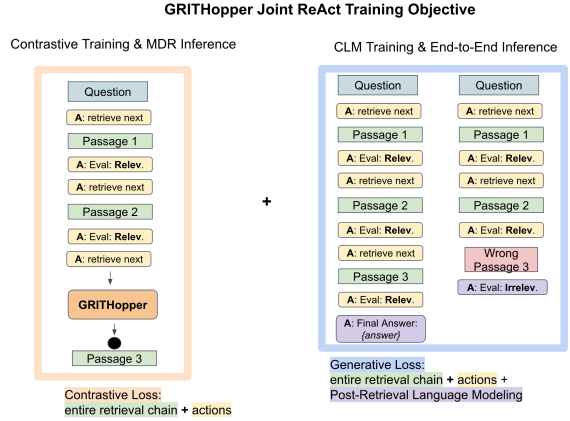 GRITHopper Joint ReAct Training Objective
Contrastive Training & MDR Inference
Question
A: retrieve next
Passage 1
A: Eval: Relev.
A: retrieve next
Passage 2
A: Eval: Relev.
A: retrieve next
GRITHopper
Passage 3
Contrastive Loss:
entire retrieval chain + actions
+
CLM Training & End-to-End Inference
Question
A: retrieve next
Passage 1
A: Eval: Relev.
A: retrieve next
Passage 2
A: Eval: Relev.
A: retrieve next
Passage 3
A: Eval: Relev.
A: Final Answer:
{answer}
Question
A: retrieve next
Passage 1
A: Eval: Relev.
A: retrieve next
Passage 2
A: Eval: Relev.
Wrong
Passage 3
A: Eval: Irrelev.
Generative Loss:
entire retrieval chain + actions +
Post-Retrieval Language Modeling